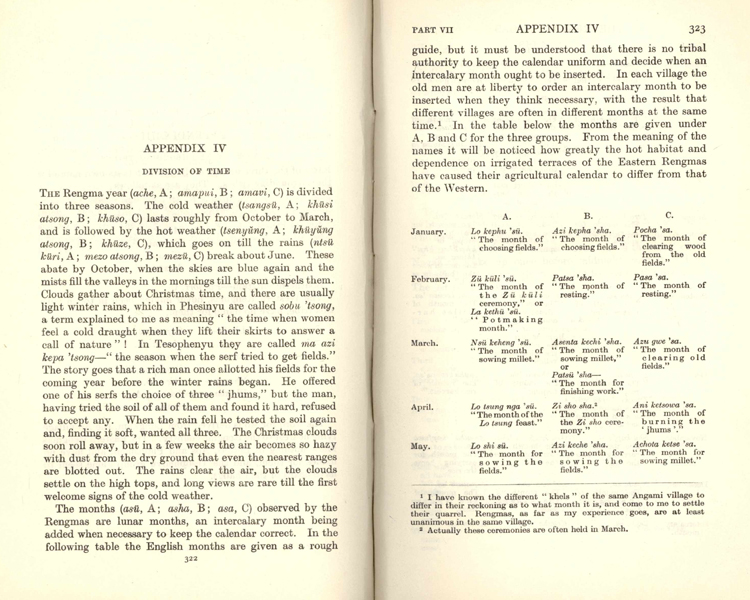 APPENDIX IV
DIVISION OF TIME
THE Rengma year (ache, A; amapui, B; amavi, C) is divided
into three seasons. The cold weather (tsangsü, A; khüsi
atsong, B; khüso, C) lasts roughly from October to March,
and is followed by the hot weather (tsenyŭng, A; khüyŭng
atsong, B; khüze, C), which goes on till the rains (ntsü
küri, A; mezo atsong, B; mezü, C) break about June. These
abate by October, when the skies are blue again and the
mists fill the valleys in the mornings till the sun dispels them.
Clouds gather about Christmas time, and there are usually
light winter rains, which in Phesinyu are called sobu 'tsong,
a term explained to me as meaning "the time when women
feel a cold draught when they lift their skirts to answer a
call of nature"! In Tesophenyu they are called ma azi
kepa 'tsong—"the season when the serf tried to get fields."
The story goes that a rich man once allotted his fields for the
coming year before the winter rains began. He offered
one of his serfs the choice of three "jhums," but the man,
having tried the soil of all of them and found it hard, refused
to accept any. When the rain fell he tested the soil again
and, finding it soft, wanted all three. The Christmas clouds
soon roll away, but in a few weeks the air becomes so hazy
with dust from the dry ground that even the nearest ranges
are blotted out. The rains clear the air, but the clouds
settle on the high tops, and long views are rare till the first
welcome signs of the cold weather.
The months (asü, A; asha, B; asa, C) observed by the
Rengmas are lunar months, an intercalary month being
added when necessary to keep the calendar correct. In the
following table the English months are given as a rough
322
PART VII APPENDIX IV 323
guide, but it must be understood that there is no tribal
authority to keep the calendar uniform and decide when an
intercalary month ought to be inserted. In each village the
old men are at liberty to order an intercalary month to be
inserted when they think necessary, with the result that
different villages are often in different months at the same
time.¹ In the table below the months are given under
A, B and C for the three groups. From the meaning of the
names it will be noticed how greatly the hot habitat and
dependence on irrigated terraces of the Eastern Rengmas
have caused their agricultural calendar to differ from that
of the Western.
A. B. C.
January. Lo kephu 'sü. Azi kepha 'sha. Pocha 'sa.
"The month of "The month of "The month of
choosing fields." choosing fields." clearing wood
from the old
fields."
February. Zü küli 'sü. Patsa 'sha. Pasa 'sa.
"The month of "The month of "The month of
the Zü küli resting." resting."
ceremony," or
La kethü 'sü.
"Potmaking
month."
March. Nsü keheng 'sü. Asenta kechi 'sha. Azu gwe 'sa.
"The month of "The month of "The month of
sowing millet." sowing millet," clearing old
or fields."
Patsü 'sha—
"The month for
finishing work."
April. Lo tsung nga 'sü. Zi sho sha.² Ani ketsowa 'sa.
"The month of the "The month of "The month of
Lo tsung feast." the Zi sho cere- burning the
mony." 'jhums'."
May. Lo shi sü. Azi keche 'sha. Achota ketse 'sa.
"The month for "The month for "The month for
sowing the sowing the sowing millet."
fields." fields."
¹ I have known the different "khels" of the same Angami village to
differ in their reckoning as to what month it is, and come to me to settle
their quarrel. Rengmas, as far as my experience goes, are at least
unanimous in the same village.
² Actually these ceremonies are often held in March.